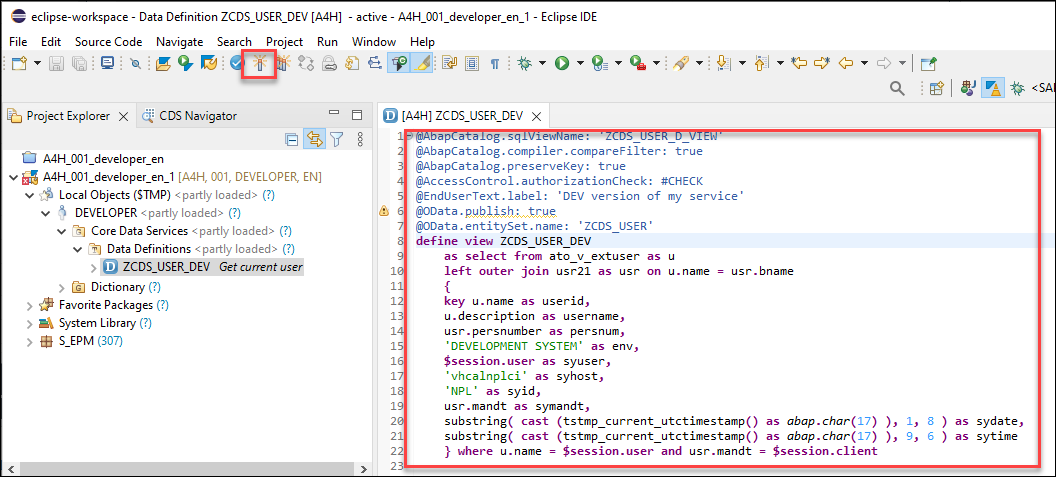 eclipse-workspace - Data Definition ZCDS_USER_DEV [A4H]  - active - A4H_001_developer_en_1 - Eclipse IDE
File Edit Source Code Navigate Search Project Run Window Help
<SAI
Project Explorer CDS Navigator
A4H_001_developer_en
A4H_001_developer_en_1 [A4H, 001, DEVELOPER, EN]
Local Objects ($TMP) <partly loaded> (?)
DEVELOPER <partly loaded> (?)
Core Data Services <partly loaded> (?)
Data Definitions <partly loaded> (?)
ZCDS_USER_DEV Get current user
Dictionary (?)
Favorite Packages (?)
System Library (?)
S_EPM (307)
[A4H] ZCDS_USER_DEV
1 @AbapCatalog.sqlViewName: 'ZCDS_USER_D_VIEW'
2 @AbapCatalog.compiler.compareFilter: true
3 @AbapCatalog.preserveKey: true
4 @AccessControl.authorizationCheck: #CHECK
5 @EndUserText.label: 'DEV version of my service'
6 @OData.publish: true
7 @OData.entitySet.name: 'ZCDS_USER'
8 define view ZCDS_USER_DEV
9 as select from ato_v_extuser as u
10 left outer join usr21 as usr on u.name = usr.bname
11 {
12 key u.name as userid,
13 u.description as username,
14 usr.persnumber as persnum,
15 'DEVELOPMENT SYSTEM' as env,
16 $session.user as syuser,
17 'vhcalnplci' as syhost,
18 'NPL' as syid,
19 usr.mandt as symandt,
20 substring( cast (tstmp_current_utctimestamp() as abap.char(17) ), 1, 8 ) as sydate,
21 substring( cast (tstmp_current_utctimestamp() as abap.char(17) ), 9, 6 ) as sytime
22 } where u.name = $session.user and usr.mandt = $session.client
23